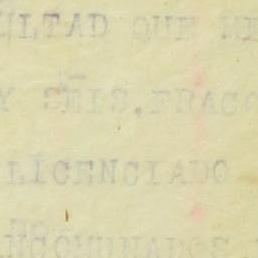 ULTAD QUE ME
Y SEIS, FRACC
LICENCIADO